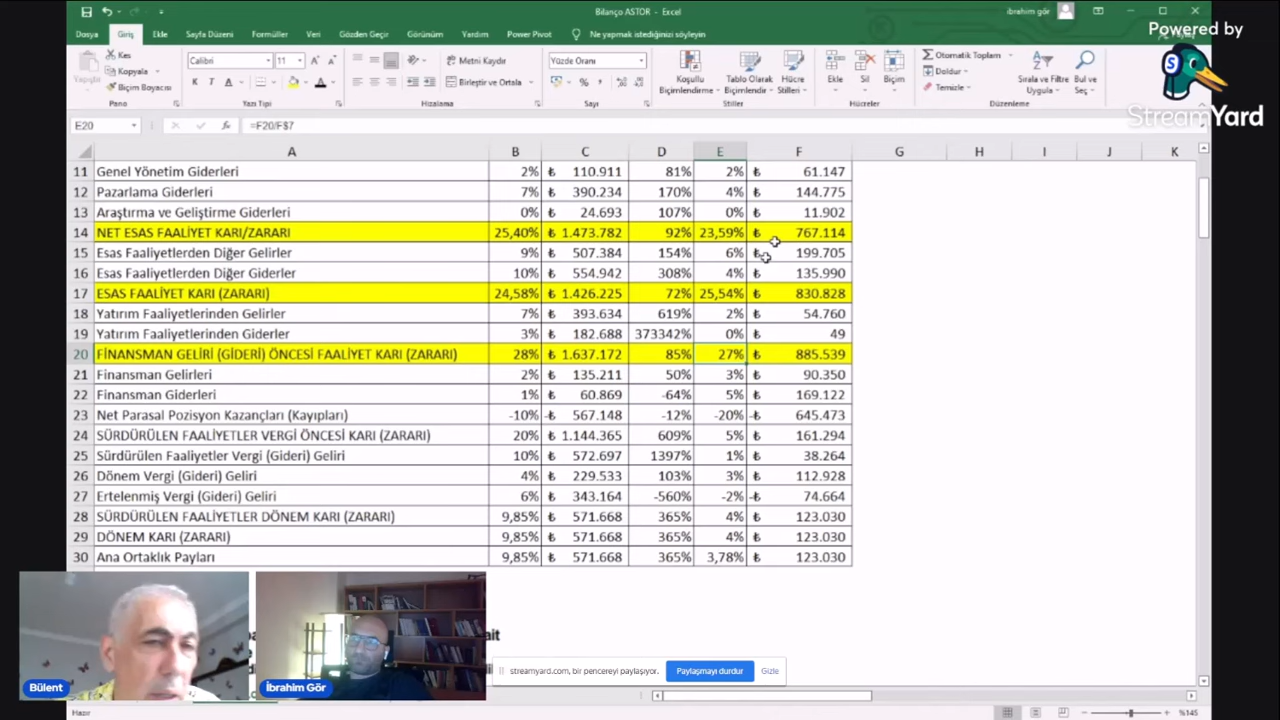 Bilanço ASTOR - Excel
ibrahim gör
Dosya Giriş Ekle Sayfa Düzeni Formüller Veri Gözden Geçir Görünüm Yardım Power Pivot Ne yapmak istediğinizi söyleyin
Powered by
StreamYard
Yapıştır
Kes
Kopyala
Biçim Boyacısı
Pano
Calibri 11
K T A
Yazı Tipi
Metni Kaydır
Birleştir ve Ortala
Hizalama
Yüzde Oranı
Sayı
Koşullu Biçimlendirme
Tablo Olarak Biçimlendir
Hücre Stilleri
Stiller
Ekle Sil Biçim
Hücreler
Otomatik Toplam
Doldur
Temizle
Sırala ve Filtre Uygula
Bul ve Seç
Düzenleme
E20 fx =F20/F$7
A B C D E F G H I J K
11 Genel Yönetim Giderleri 2% ₺ 110.911 81% 2% ₺ 61.147
12 Pazarlama Giderleri 7% ₺ 390.234 170% 4% ₺ 144.775
13 Araştırma ve Geliştirme Giderleri 0% ₺ 24.693 107% 0% ₺ 11.902
14 NET ESAS FAALİYET KARI/ZARARI 25,40% ₺ 1.473.782 92% 23,59% ₺ 767.114
15 Esas Faaliyetlerden Diğer Gelirler 9% ₺ 507.384 154% 6% ₺ 199.705
16 Esas Faaliyetlerden Diğer Giderler 10% ₺ 554.942 308% 4% ₺ 135.990
17 ESAS FAALİYET KARI (ZARARI) 24,58% ₺ 1.426.225 72% 25,54% ₺ 830.828
18 Yatırım Faaliyetlerinden Gelirler 7% ₺ 393.634 619% 2% ₺ 54.760
19 Yatırım Faaliyetlerinden Giderler 3% ₺ 182.688 373342% 0% ₺ 49
20 FİNANSMAN GELİRİ (GİDERİ) ÖNCESİ FAALİYET KARI (ZARARI) 28% ₺ 1.637.172 85% 27% ₺ 885.539
21 Finansman Gelirleri 2% ₺ 135.211 50% 3% ₺ 90.350
22 Finansman Giderleri 1% ₺ 60.869 -64% 5% ₺ 169.122
23 Net Parasal Pozisyon Kazançları (Kayıpları) -10% -₺ 567.148 -12% -20% -₺ 645.473
24 SÜRDÜRÜLEN FAALİYETLER VERGİ ÖNCESİ KARI (ZARARI) 20% ₺ 1.144.365 609% 5% ₺ 161.294
25 Sürdürülen Faaliyetler Vergi (Gideri) Geliri 10% ₺ 572.697 1397% 1% ₺ 38.264
26 Dönem Vergi (Gideri) Geliri 4% ₺ 229.533 103% 3% ₺ 112.928
27 Ertelenmiş Vergi (Gideri) Geliri 6% ₺ 343.164 -560% -2% -₺ 74.664
28 SÜRDÜRÜLEN FAALİYETLER DÖNEM KARI (ZARARI) 9,85% ₺ 571.668 365% 4% ₺ 123.030
29 DÖNEM KARI (ZARARI) 9,85% ₺ 571.668 365% 4% ₺ 123.030
30 Ana Ortaklık Payları 9,85% ₺ 571.668 365% 3,78% ₺ 123.030
streamyard.com, bir pencereyi paylaşıyor.
Paylaşmayı durdur
Gizle
Bülent
İbrahim Gör
Hazır
%145